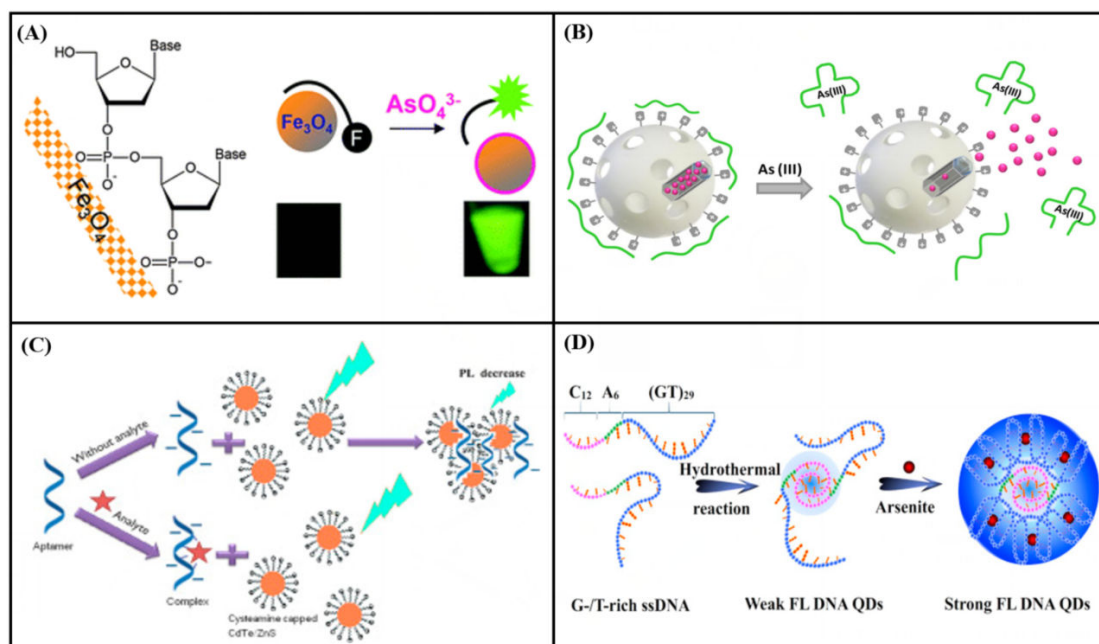 (A)
HO
O
Base
O
O=P—O
O-
O
Base
O
O=P—O-
O-
Fe3O4
Fe3O4
F
AsO4 3-
(B)
As (III)
As(III)
As(III)
As(III)
(C)
Aptamer
Without analyte
Analyte
Complex
Cysteamine capped
CdTe/ZnS
PL decrease
(D)
C12 A6 (GT)29
Hydrothermal
reaction
Arsenite
G-/T-rich ssDNA
Weak FL DNA QDs
Strong FL DNA QDs